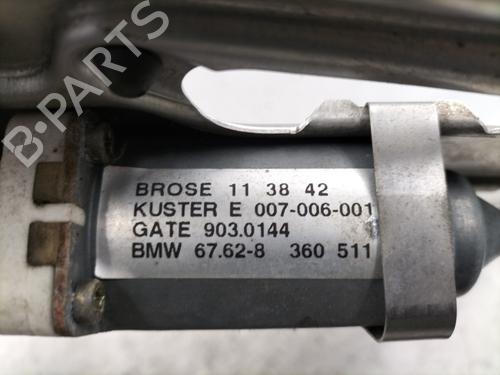 B-PARTS
BROSE 11 38 42
KUSTER E 007-006-001
GATE 903.0144
BMW 67.62-8 360 511